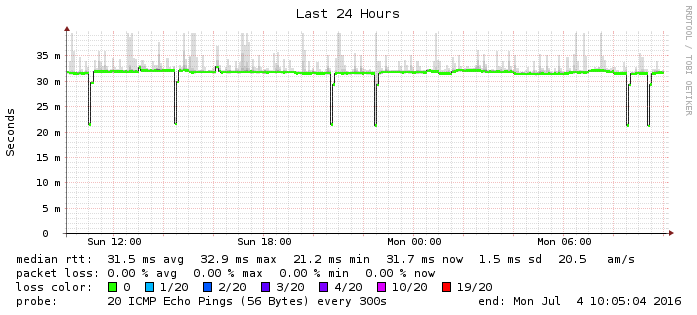 Last 24 Hours
RRDTOOL / TOBI OETIKER
Seconds
35 m
30 m
25 m
20 m
15 m
10 m
5 m
0
Sun 12:00 Sun 18:00 Mon 00:00 Mon 06:00
median rtt: 31.5 ms avg 32.9 ms max 21.2 ms min 31.7 ms now 1.5 ms sd 20.5 am/s
packet loss: 0.00 % avg 0.00 % max 0.00 % min 0.00 % now
loss color: 0 1/20 2/20 3/20 4/20 10/20 19/20
probe: 20 ICMP Echo Pings (56 Bytes) every 300s end: Mon Jul 4 10:05:04 2016